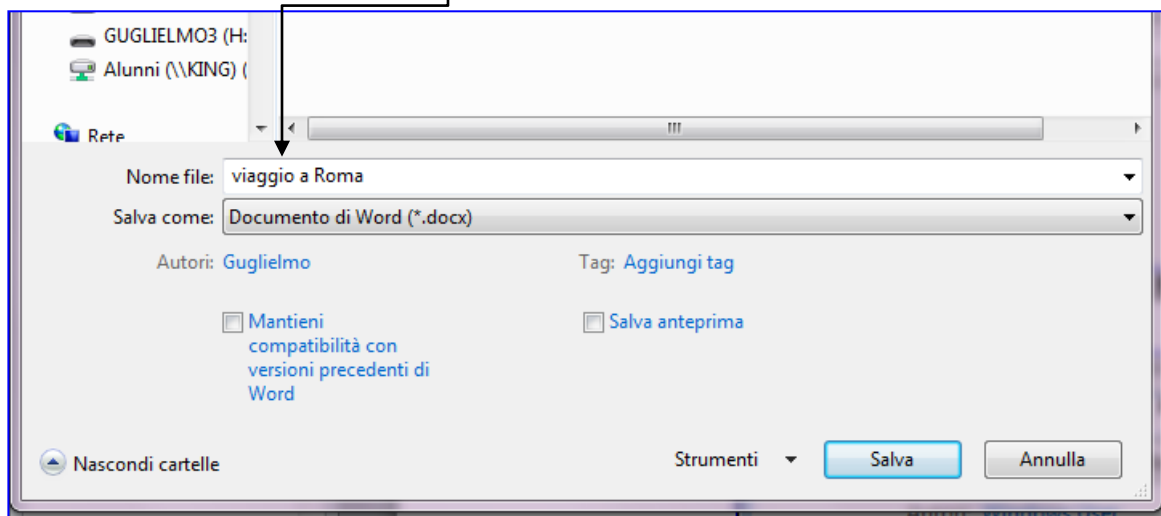 GUGLIELMO3 (H:
Alunni (\\KING) (
Rete
Nome file: viaggio a Roma
Salva come: Documento di Word (*.docx)
Autori: Guglielmo Tag: Aggiungi tag
Mantieni
compatibilità con
versioni precedenti di
Word
Salva anteprima
Nascondi cartelle Strumenti Salva Annulla